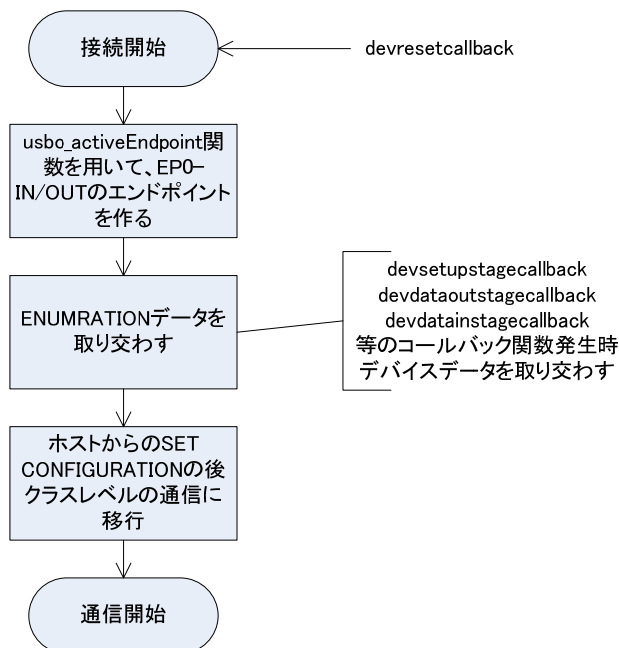 接続開始
devresetcallback
usbo_activeEndpoint関
数を用いて、EP0-
IN/OUTのエンドポイント
を作る
ENUMRATIONデータを
取り交わす
devsetupstagecallback
devdataoutstagecallback
devdatainstagecallback
等のコールバック関数発生時
デバイスデータを取り交わす
ホストからのSET
CONFIGURATIONの後
クラスレベルの通信に
移行
通信開始